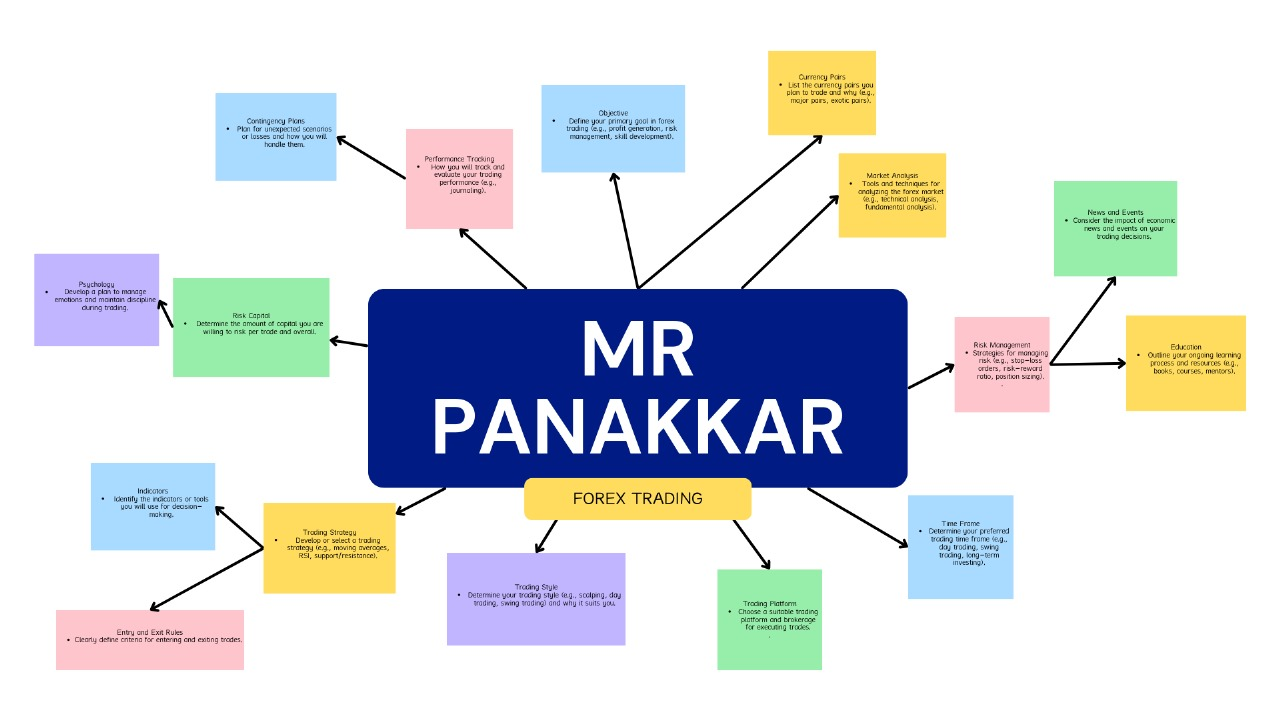 Currency Pairs
• List the currency pairs you
plan to trade and why (e.g.,
major pairs, exotic pairs).
Objective
• Define your primary goal in forex
trading (e.g., profit generation, risk
management, skill development).
Contingency Plans
• Plan for unexpected scenarios
or losses and how you will
handle them.
Performance Tracking
• How you will track and
evaluate your trading
performance (e.g.,
journaling).
Market Analysis
• Tools and techniques for
analyzing the forex market
(e.g., technical analysis,
fundamental analysis).
News and Events
• Consider the impact of economic
news and events on your
trading decisions.
Psychology
• Develop a plan to manage
emotions and maintain discipline
during trading.
Risk Capital
• Determine the amount of capital you are
willing to risk per trade and overall.
MR
PANAKKAR
FOREX TRADING
Risk Management
• Strategies for managing
risk (e.g., stop-loss
orders, risk-reward
ratio, position sizing).
.
Education
• Outline your ongoing learning
process and resources (e.g.,
books, courses, mentors).
Indicators
• Identify the indicators or tools
you will use for decision-
making.
Trading Strategy
• Develop or select a trading
strategy (e.g., moving averages,
RSI, support/resistance).
Time Frame
• Determine your preferred
trading time frame (e.g.,
day trading, swing
trading, long-term
investing).
Trading Style
• Determine your trading style (e.g., scalping, day
trading, swing trading) and why it suits you.
Trading Platform
• Choose a suitable trading
platform and brokerage
for executing trades.
.
Entry and Exit Rules
• Clearly define criteria for entering and exiting trades.